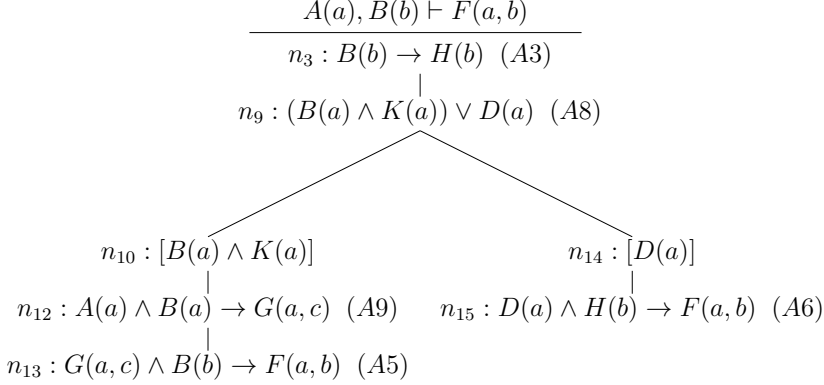 A(a), B(b) ⊢ F(a, b)
n₃ : B(b) → H(b) (A3)
n₉ : (B(a) ∧ K(a)) ∨ D(a) (A8)
n₁₀ : [B(a) ∧ K(a)]
n₁₄ : [D(a)]
n₁₂ : A(a) ∧ B(a) → G(a, c) (A9)
n₁₅ : D(a) ∧ H(b) → F(a, b) (A6)
n₁₃ : G(a, c) ∧ B(b) → F(a, b) (A5)